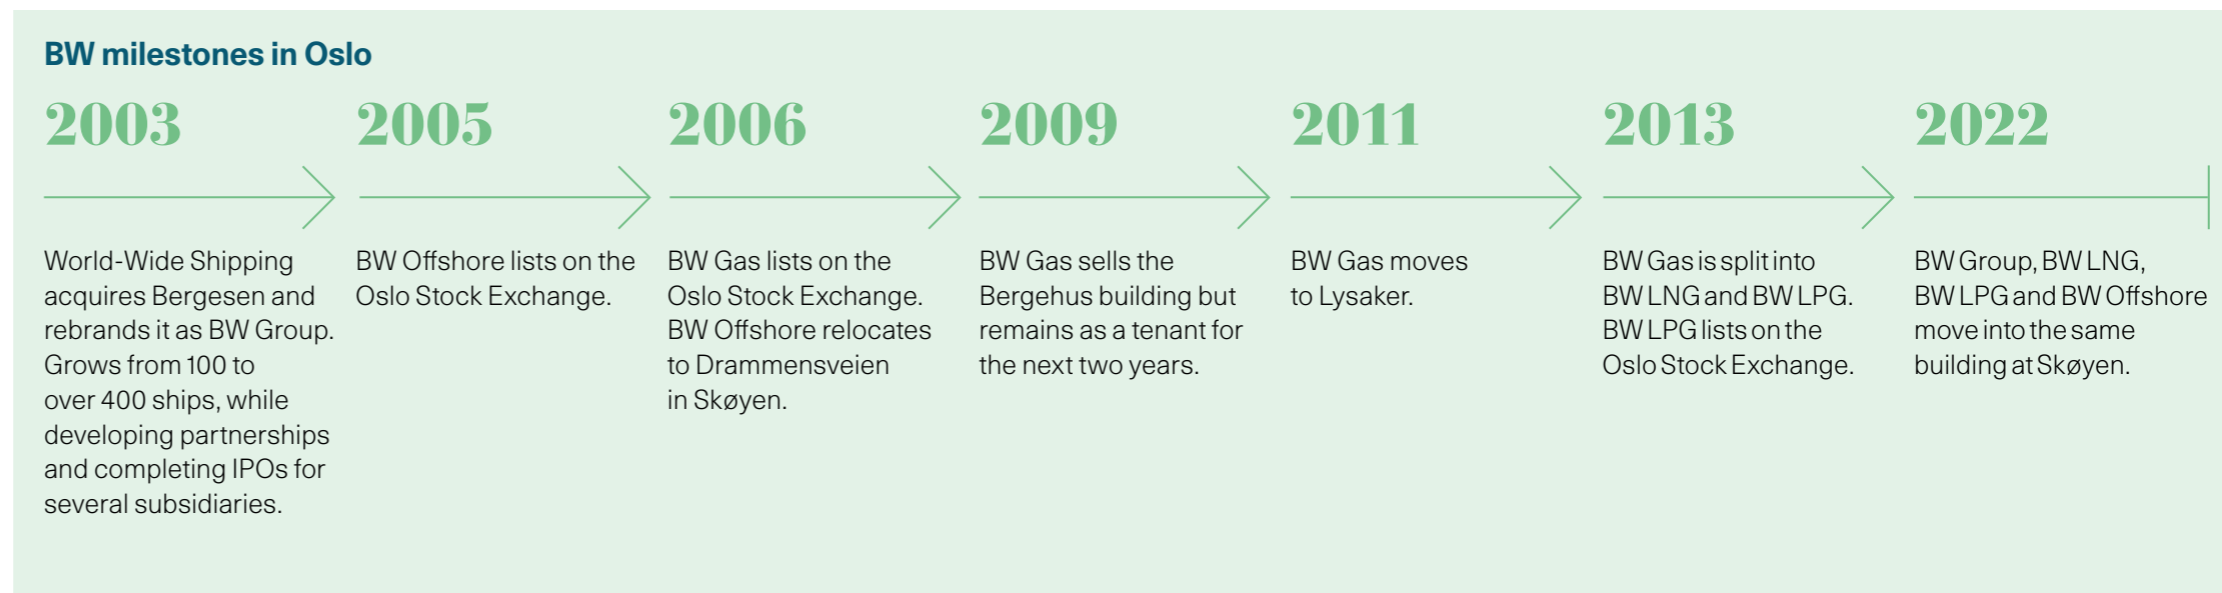 BW milestones in Oslo
2003
World-Wide Shipping
acquires Bergesen and
rebrands it as BW Group.
Grows from 100 to
over 400 ships, while
developing partnerships
and completing IPOs for
several subsidiaries.
2005
BW Offshore lists on the
Oslo Stock Exchange.
2006
BW Gas lists on the
Oslo Stock Exchange.
BW Offshore relocates
to Drammensveien
in Skøyen.
2009
BW Gas sells the
Bergehus building but
remains as a tenant for
the next two years.
2011
BW Gas moves
to Lysaker.
2013
BW Gas is split into
BW LNG and BW LPG.
BW LPG lists on the
Oslo Stock Exchange.
2022
BW Group, BW LNG,
BW LPG and BW Offshore
move into the same
building at Skøyen.